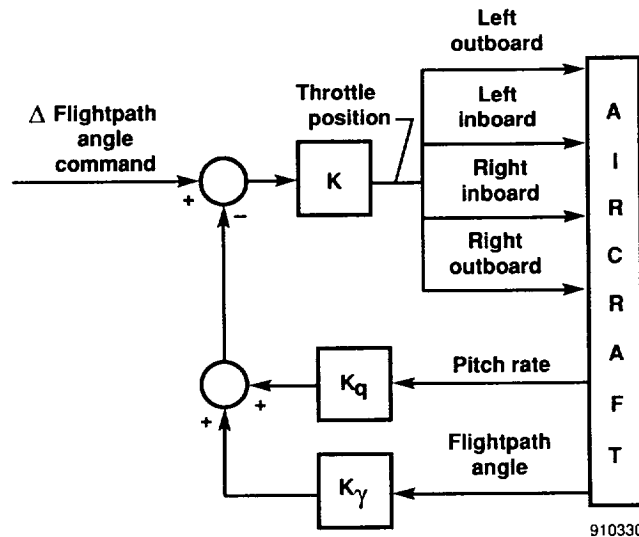 Left
outboard
Throttle
position
Left
inboard
Δ Flightpath
angle
command
K
Right
inboard
Right
outboard
+
−
A
I
R
C
R
A
F
T
Pitch rate
Kq
+
+
Flightpath
angle
Kγ
910330